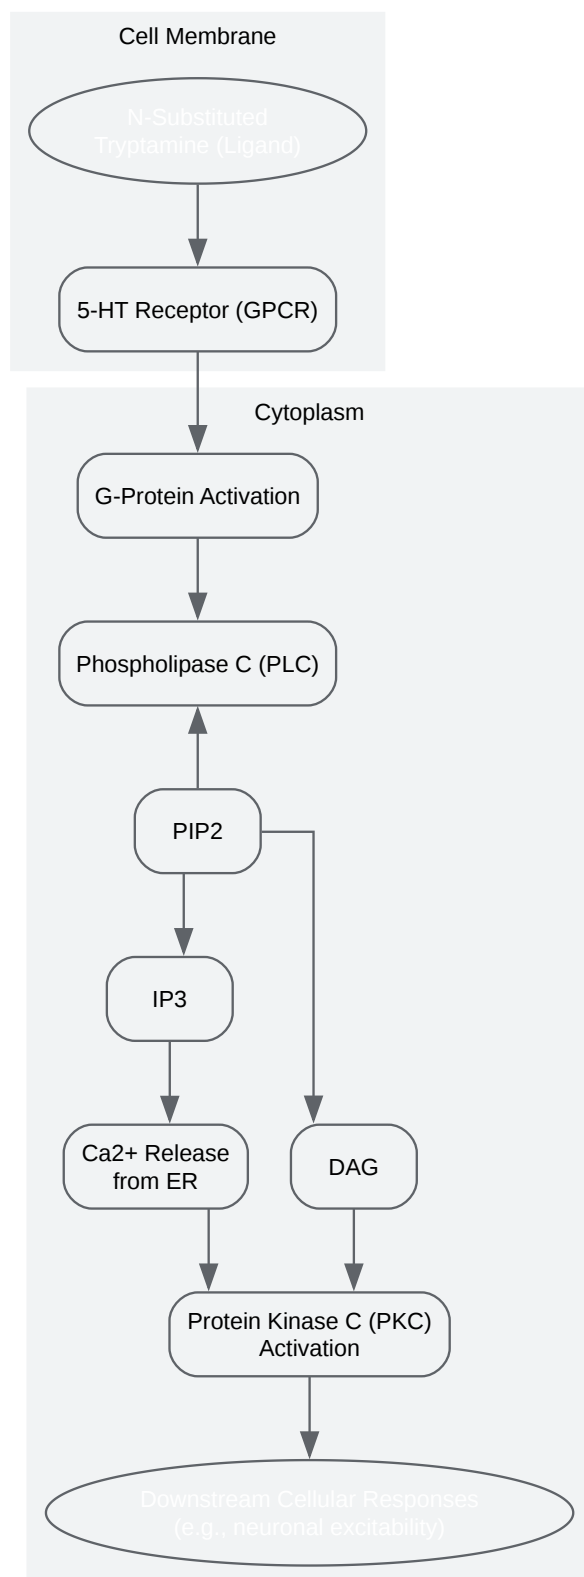 Cell Membrane
N-Substituted
Tryptamine (Ligand)
5-HT Receptor (GPCR)
Cytoplasm
G-Protein Activation
Phospholipase C (PLC)
PIP2
IP3
Ca2+ Release
from ER
DAG
Protein Kinase C (PKC)
Activation
Downstream Cellular Responses
(e.g., neuronal excitability)